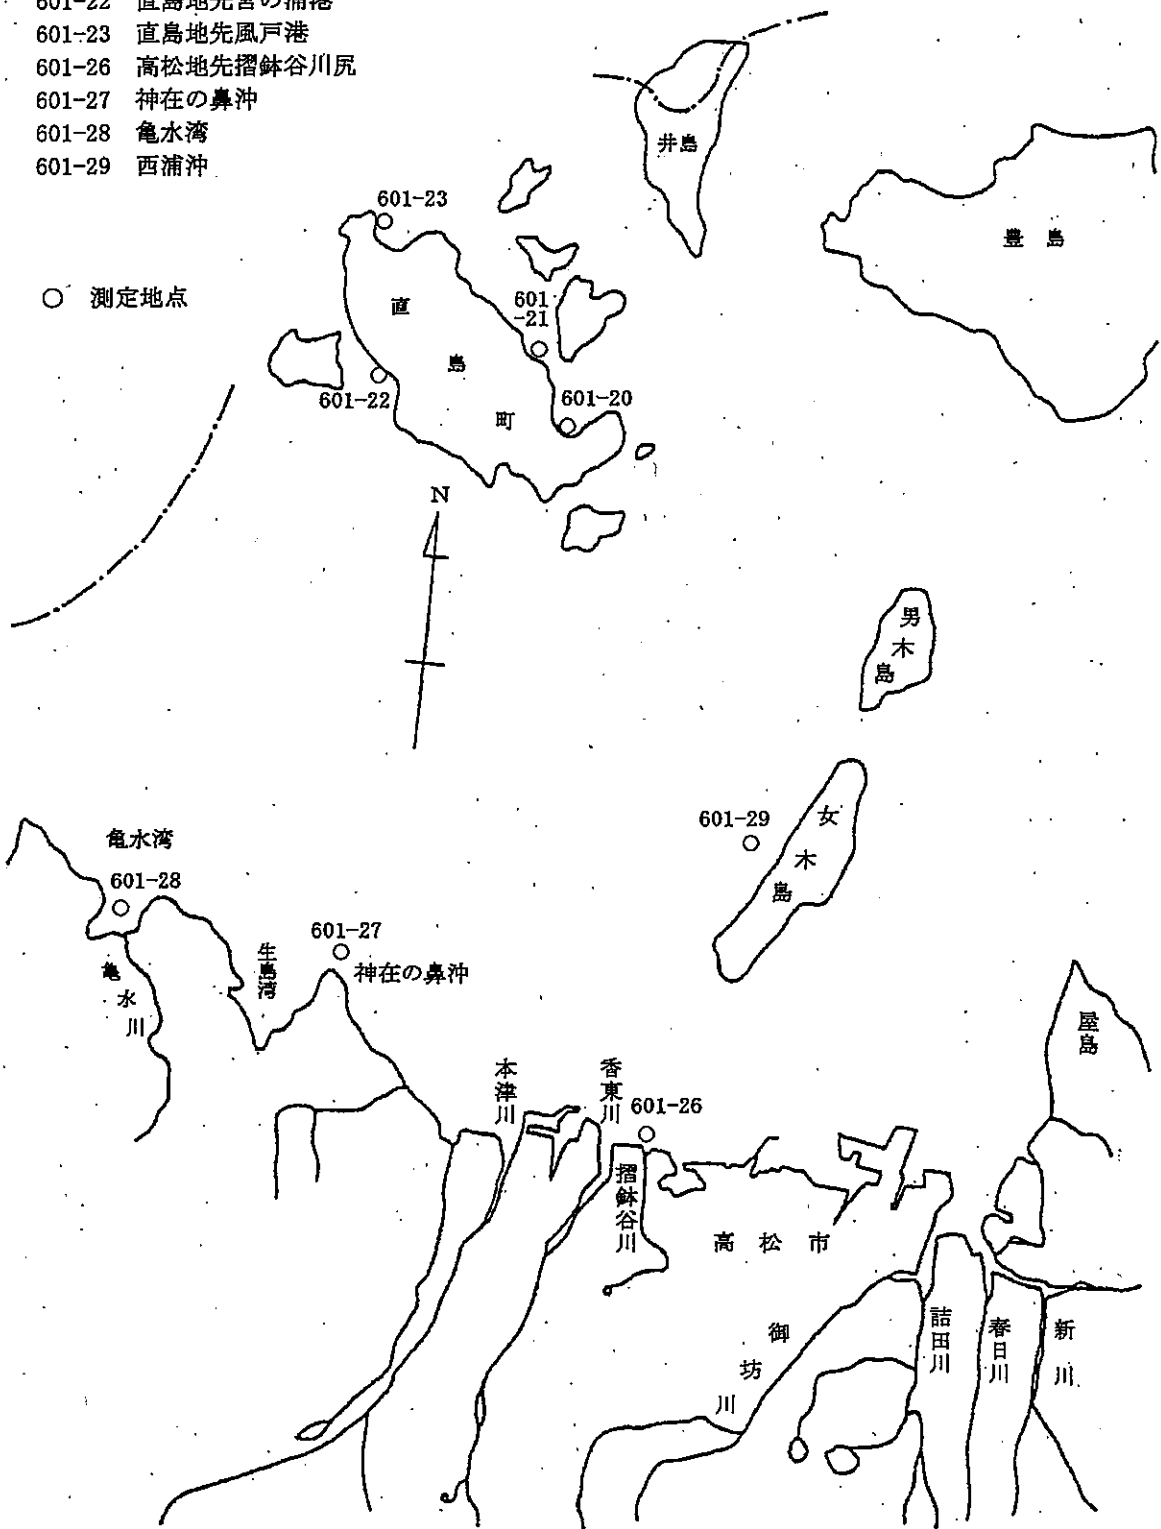 601-22 直島地先宮の浦港
601-23 直島地先風戸港
601-26 高松地先摺鉢谷川尻
601-27 神在の鼻沖
601-28 亀水湾
601-29 西浦沖
井島
601-23
豊島
○ 測定地点
601
-21
直島町
601-22
601-20
N
男木島
601-29
女木島
亀水湾
601-28
601-27
神在の鼻沖
生島湾
亀水川
屋島
本津川
香東川
601-26
摺鉢谷川
高松市
御坊川
詰田川
春日川
新川